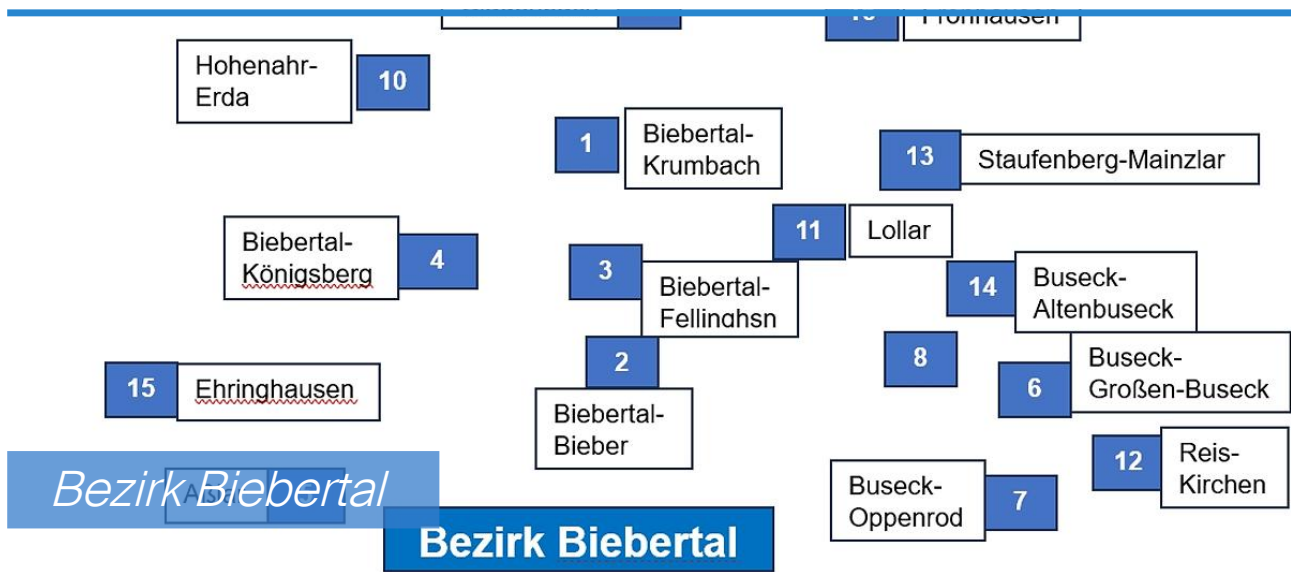 Fronhausen
Hohenahr-
Erda
10
1
Biebertal-
Krumbach
13
Staufenberg-Mainzlar
11
Lollar
Biebertal-
Königsberg
4
3
Biebertal-
Fellinghsn
14
Buseck-
Altenbuseck
8
2
Biebertal-
Bieber
6
Buseck-
Großen-Buseck
15
Ehringhausen
12
Reis-
Kirchen
Buseck-
Oppenrod
7
Bezirk Biebertal
Bezirk Biebertal